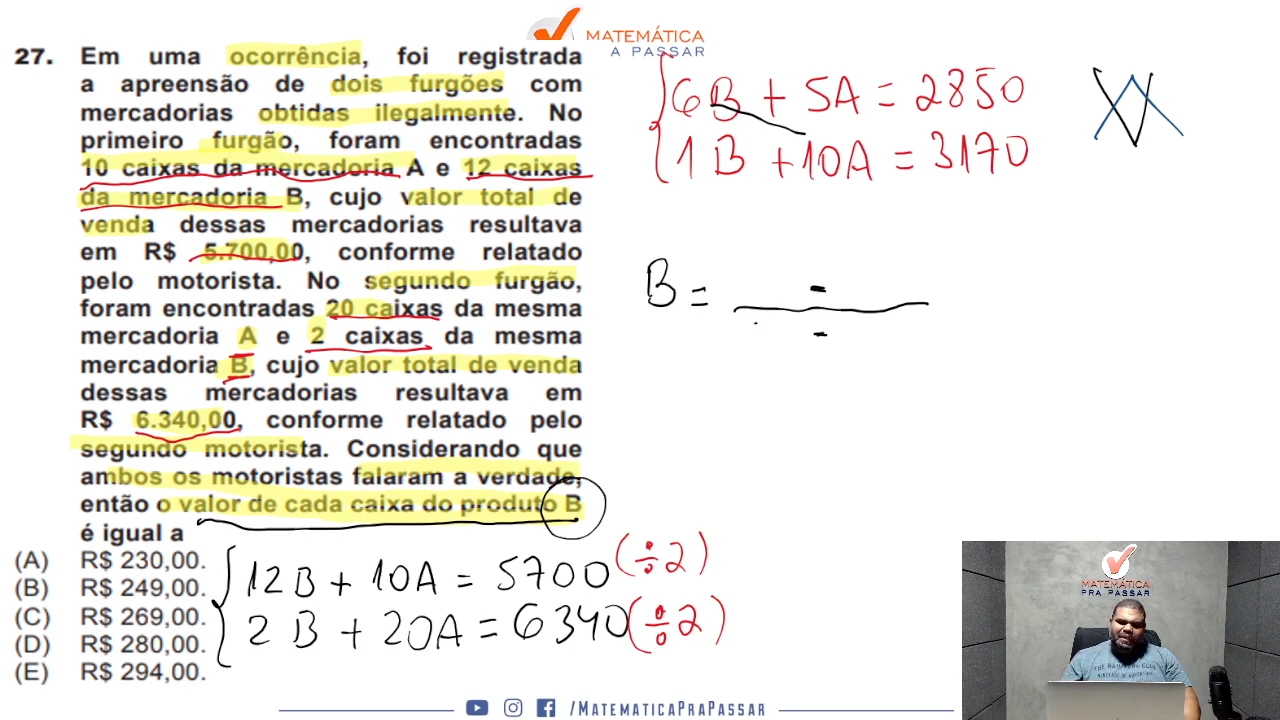 MATEMÁTICA
A PASSAR
27. Em uma ocorrência, foi registrada
a apreensão de dois furgões com
mercadorias obtidas ilegalmente. No
primeiro furgão, foram encontradas
10 caixas da mercadoria A e 12 caixas
da mercadoria B, cujo valor total de
venda dessas mercadorias resultava
em R$ 5.700,00, conforme relatado
pelo motorista. No segundo furgão,
foram encontradas 20 caixas da mesma
mercadoria A e 2 caixas da mesma
mercadoria B, cujo valor total de venda
dessas mercadorias resultava em
R$ 6.340,00, conforme relatado pelo
segundo motorista. Considerando que
ambos os motoristas falaram a verdade,
então o valor de cada caixa do produto B
é igual a
(A) R$ 230,00.
(B) R$ 249,00.
(C) R$ 269,00.
(D) R$ 280,00.
(E) R$ 294,00.
12B + 10A = 5700 (÷2)
2B + 20A = 6340 (÷2)
6B + 5A = 2850
1B + 10A = 3170
B = - / -
MATEMÁTICA
PRA PASSAR
/MatematicaPraPassar